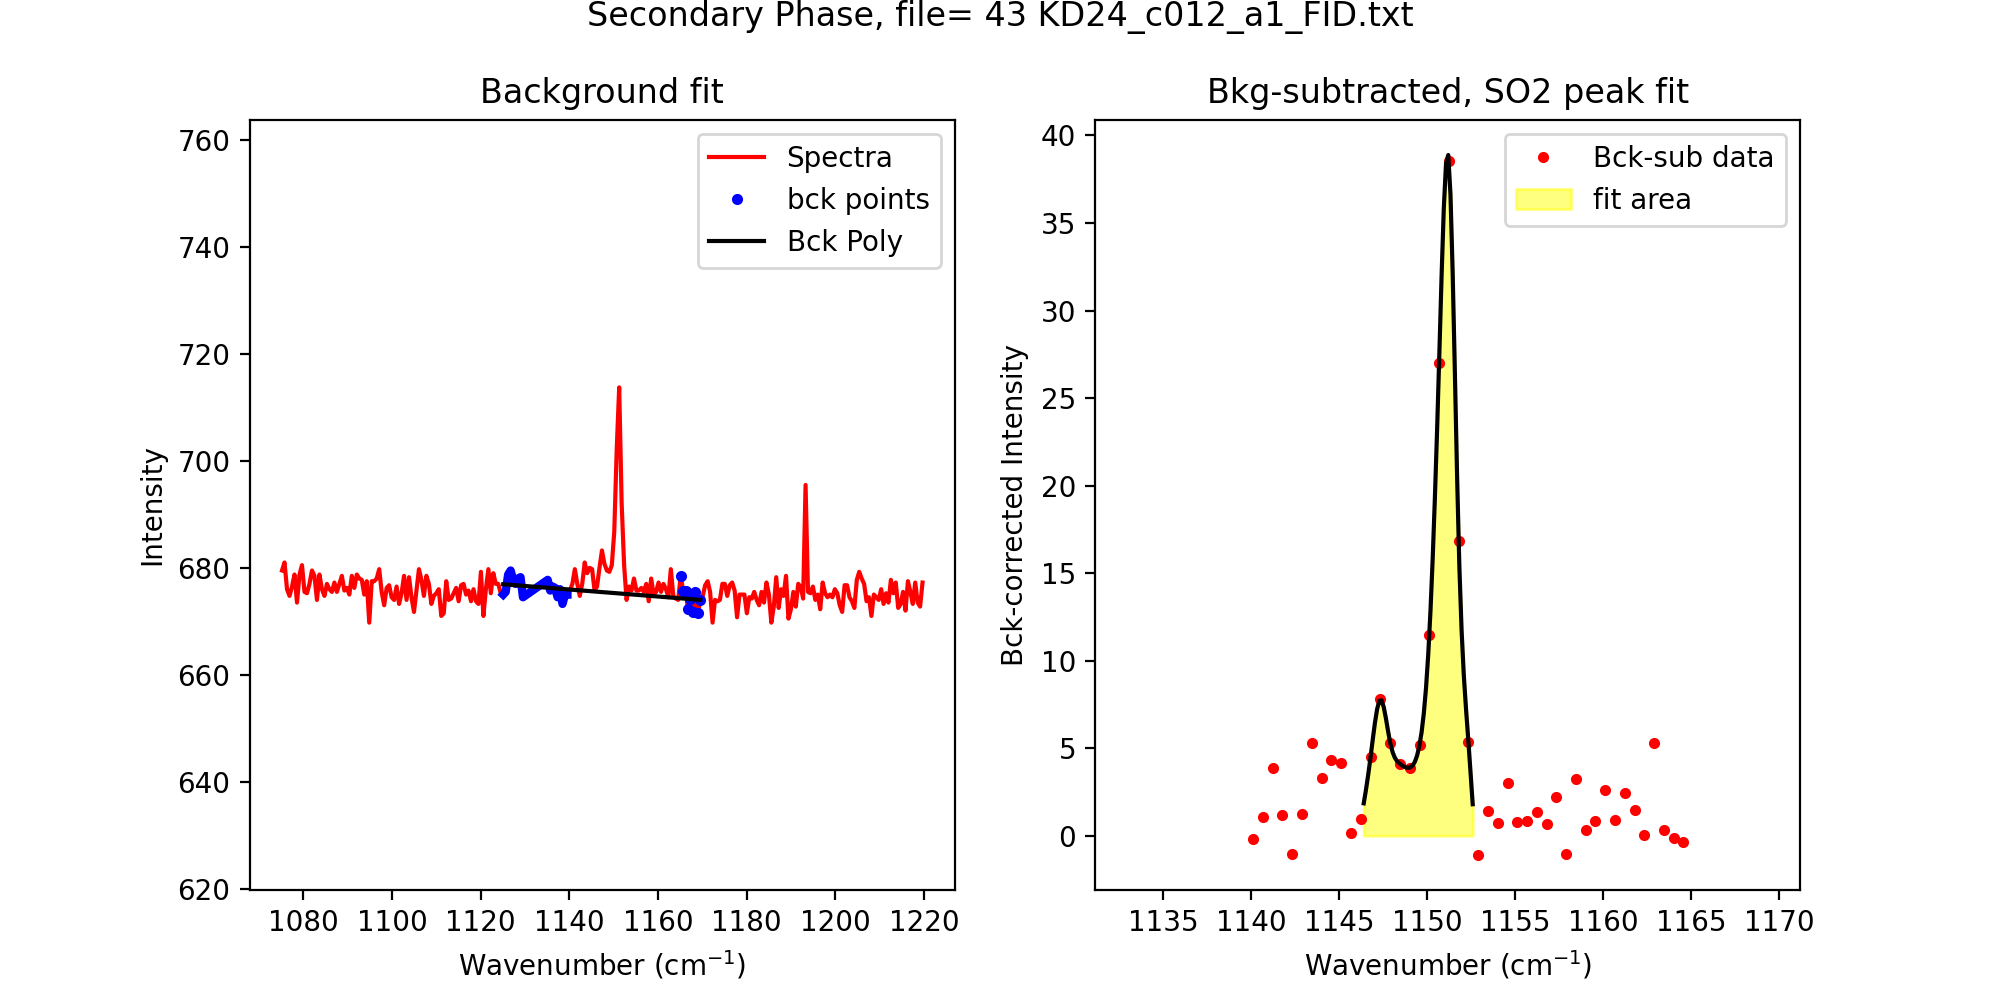 Secondary Phase, file= 43 KD24_c012_a1_FID.txt
Background fit
Intensity
760
740
720
700
680
660
640
620
Spectra
bck points
Bck Poly
1080 1100 1120 1140 1160 1180 1200 1220
Wavenumber (cm⁻¹)
Bkg-subtracted, SO2 peak fit
Bck-corrected Intensity
40
35
30
25
20
15
10
5
0
Bck-sub data
fit area
1135 1140 1145 1150 1155 1160 1165 1170
Wavenumber (cm⁻¹)